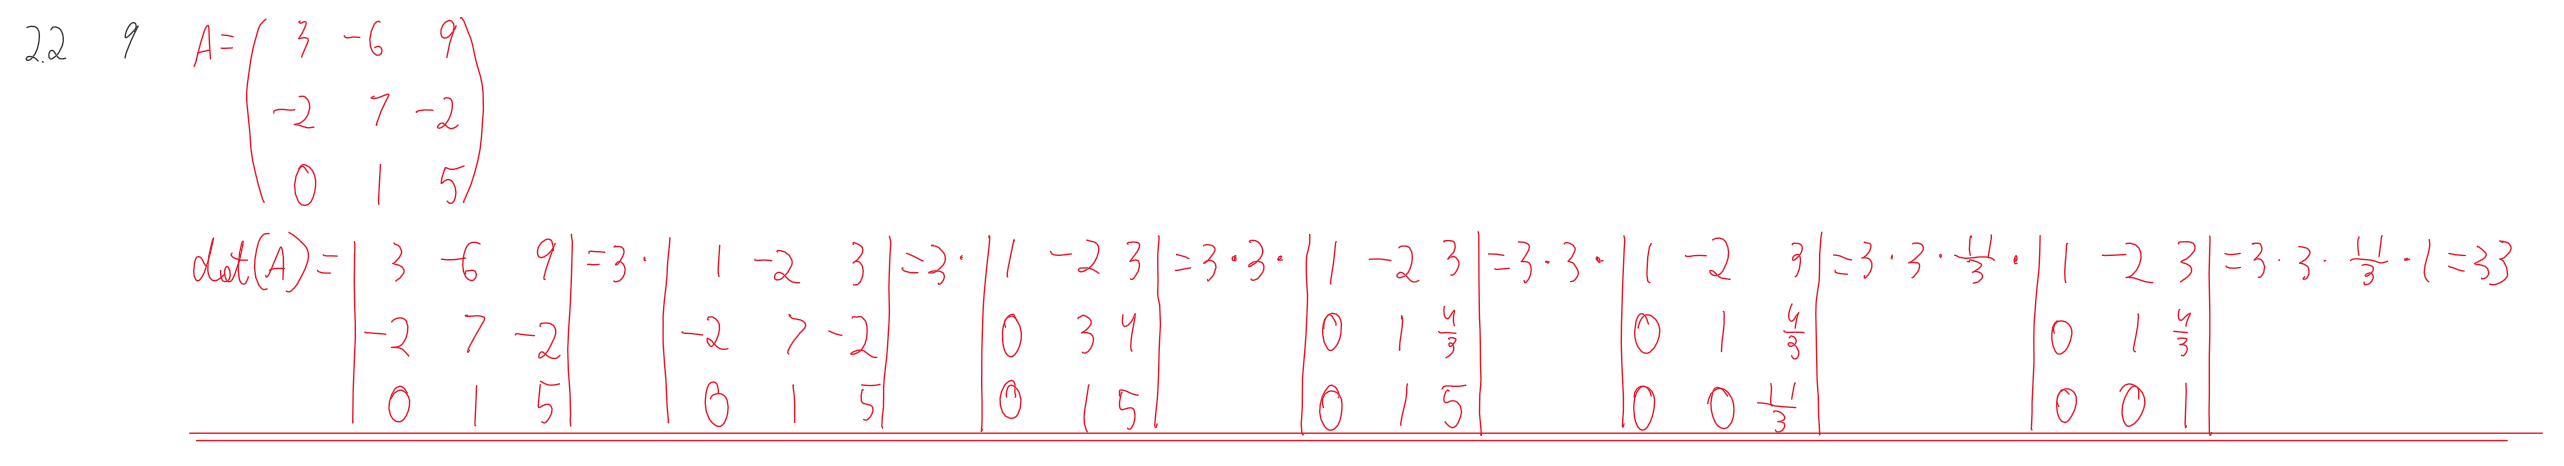 2.2 9 A= ( 3 -6 9
-2 7 -2
0 1 5 )
det(A)= | 3 -6 9 | =3· | 1 -2 3 | =3· | 1 -2 3 | =3·3· | 1 -2 3 | =3·3· | 1 -2 3 | =3·3·11/3· | 1 -2 3 | =3·3·11/3·1=33
| -2 7 -2 | | -2 7 -2 | | 0 3 4 | | 0 1 4/3 | | 0 1 4/3 | | 0 1 4/3 |
| 0 1 5 | | 0 1 5 | | 0 1 5 | | 0 1 5 | | 0 0 11/3 | | 0 0 1 |